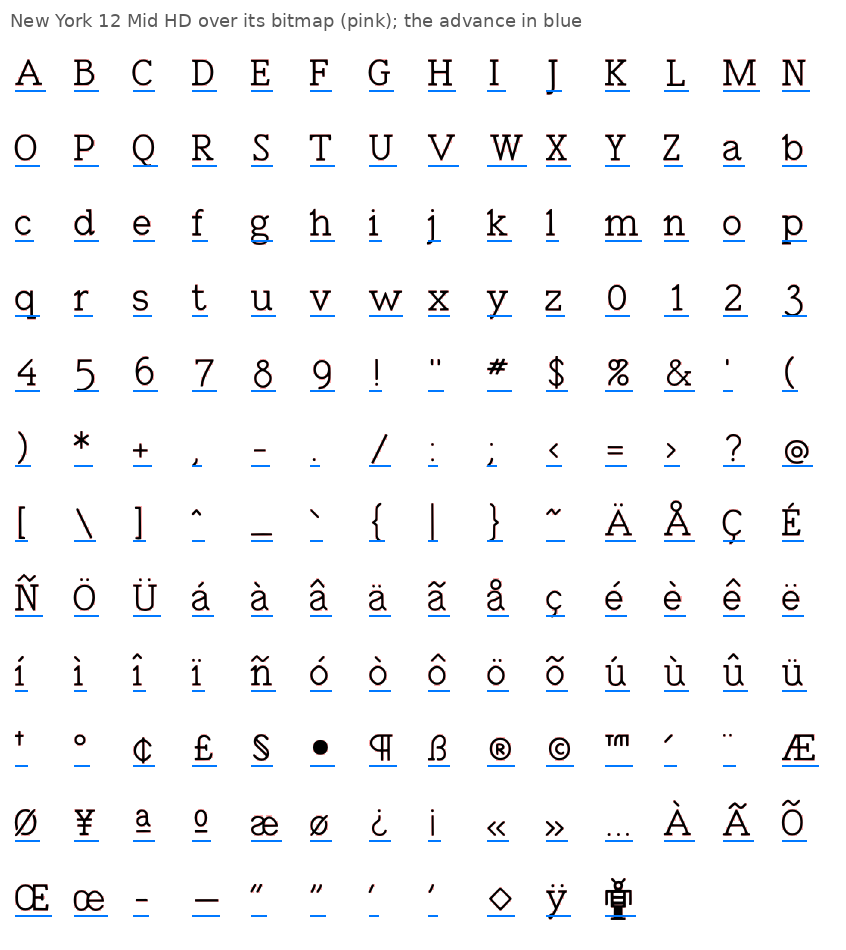 New York 12 Mid HD over its bitmap (pink); the advance in blue
A B C D E F G H I J K L M N
O P Q R S T U V W X Y Z a b
c d e f g h i j k l m n o p
q r s t u v w x y z 0 1 2 3
4 5 6 7 8 9 ! " # $ % & ' (
) * + , - . / : ; < = > ? @
[ \ ] ^ _ ` { | } ~ Ä Å Ç É
Ñ Ö Ü á à â ä ã å ç é è ê ë
í ì î ï ñ ó ò ô ö õ ú ù û ü
† ° ¢ £ § • ¶ ß ® © ™ ´ ¨ Æ
Ø ¥ ª º æ ø ¿ ¡ « » … À Ã Õ
Œ œ – — “ ” ‘ ’ ◊ ÿ